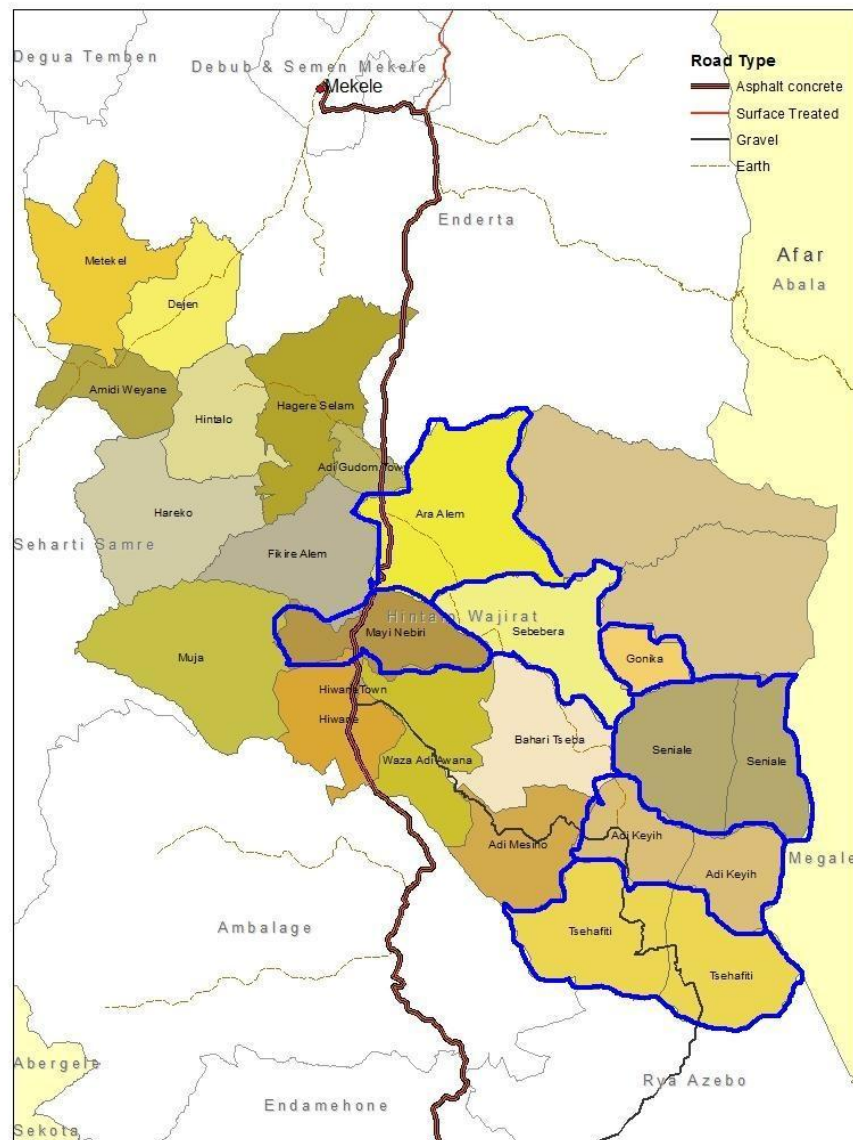 Degua Temben
Debub & Semen Mekele
Mekele
Road Type
Asphalt concrete
Surface Treated
Gravel
Earth
Enderta
Afar
Abala
Metekel
Dejen
Amidi Weyane
Hintalo
Hagere Selam
Adi Gudom Tow
Ara Alem
Hareko
Seharti Samre
Fikire Alem
Hintalo Wajirat
Mayi Nebiri
Sebebera
Muja
Gonika
Hiwane Town
Hiwane
Bahari Tseba
Seniale
Seniale
Waza Adi Awana
Adi Mesino
Adi Keyih
Adi Keyih
Megale
Ambalage
Tsehafiti
Tsehafiti
Abergele
Rya Azebo
Endamehone
Sekota